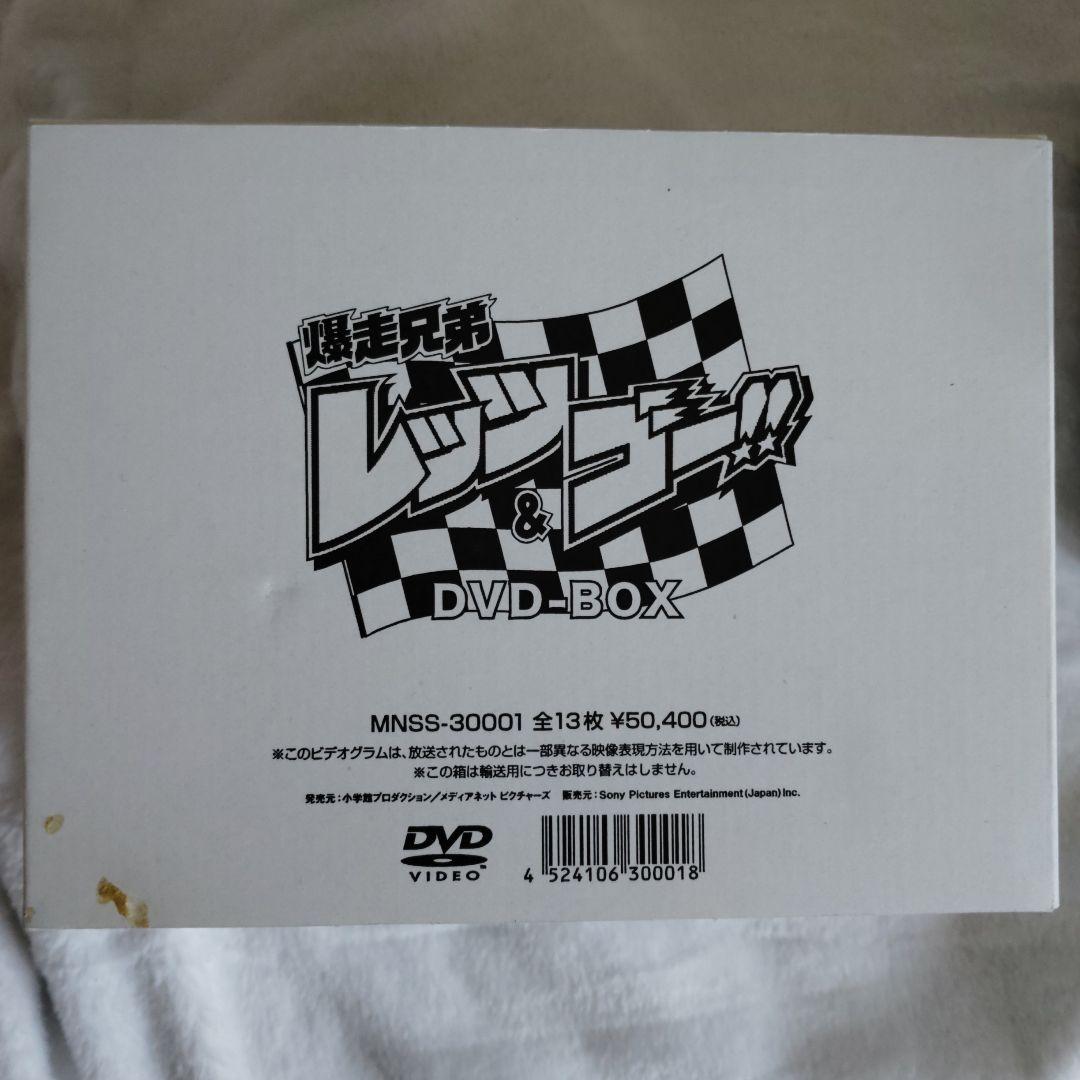 爆走兄弟
レッツ
&
ゴー!!
DVD-BOX
MNSS-30001 全13枚 ¥50,400(税込)
※このビデオグラムは、放送されたものとは一部異なる映像表現方法を用いて制作されています。
※この箱は輸送用につきお取り替えはしません。
発売元:小学館プロダクション/メディアネット ピクチャーズ 販売元:Sony Pictures Entertainment(Japan)Inc.
DVD
VIDEO™
4 524106 300018